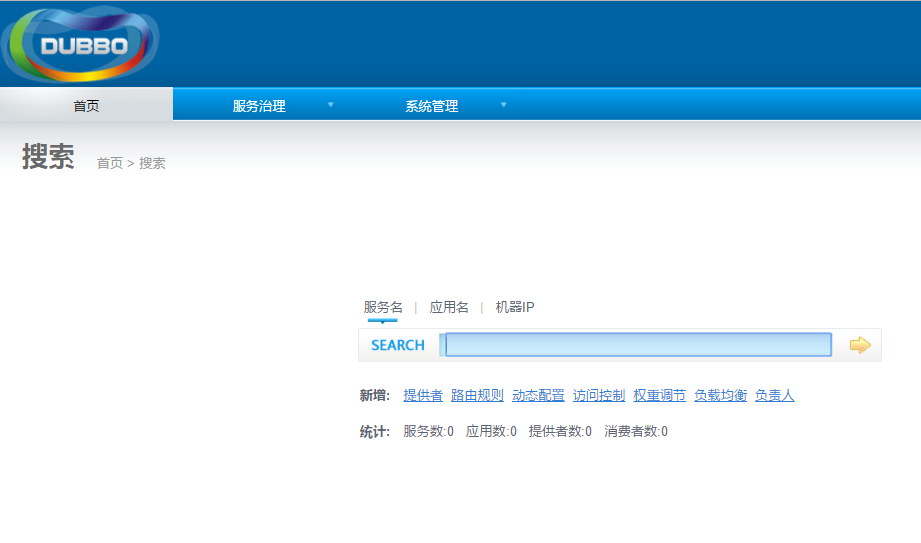 DUBBO
首页 服务治理 系统管理
搜索 首页 > 搜索
服务名 | 应用名 | 机器IP
SEARCH
新增: 提供者 路由规则 动态配置 访问控制 权重调节 负载均衡 负责人
统计: 服务数:0 应用数:0 提供者数:0 消费者数:0